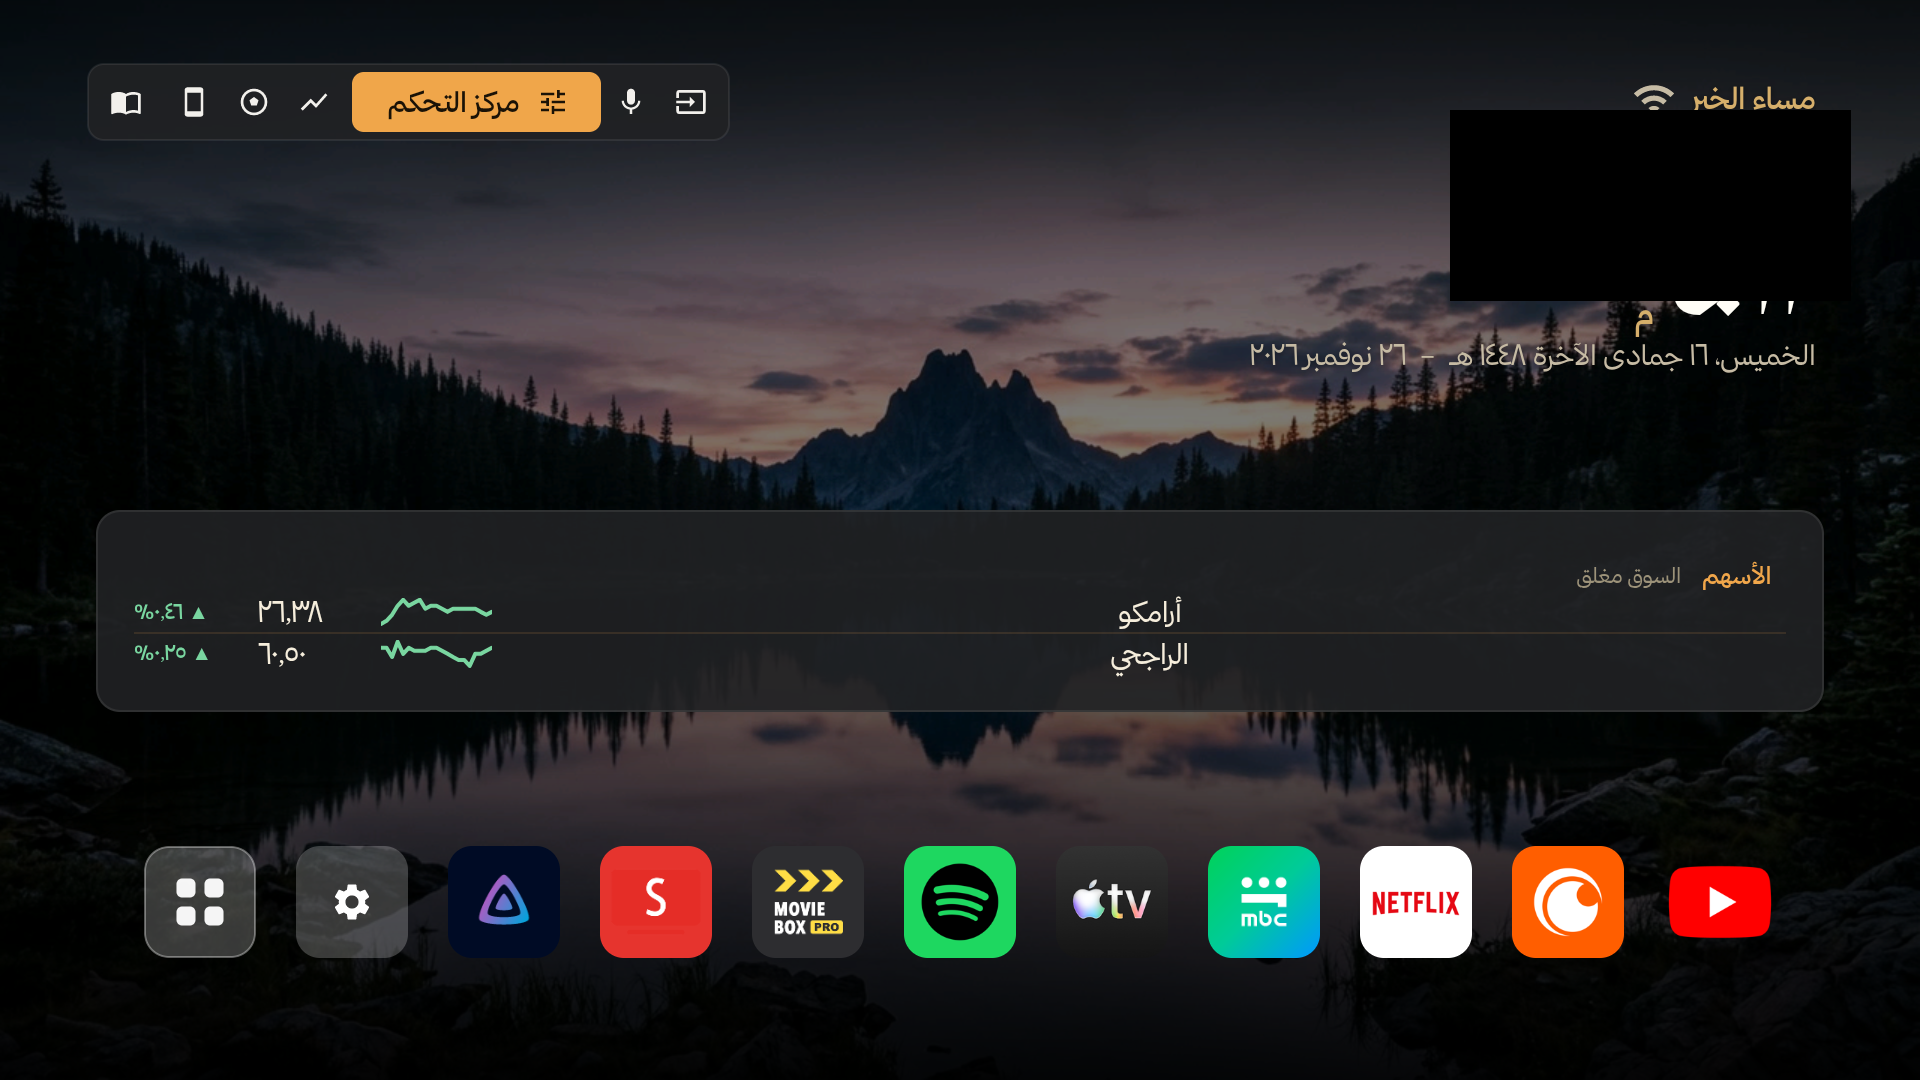 مساء الخير
مركز التحكم
م
الخميس، ١٦ جمادى الآخرة ١٤٤٨ هـ – ٢٦ نوفمبر ٢٠٢٦
الأسهم السوق مغلق
أرامكو ٢٦,٣٨ ▲ ٠,٤٦%
الراجحي ٦٠,٥٠ ▲ ٠,٢٥%
NETFLIX
mbc
tv
MOVIE
BOX PRO
S